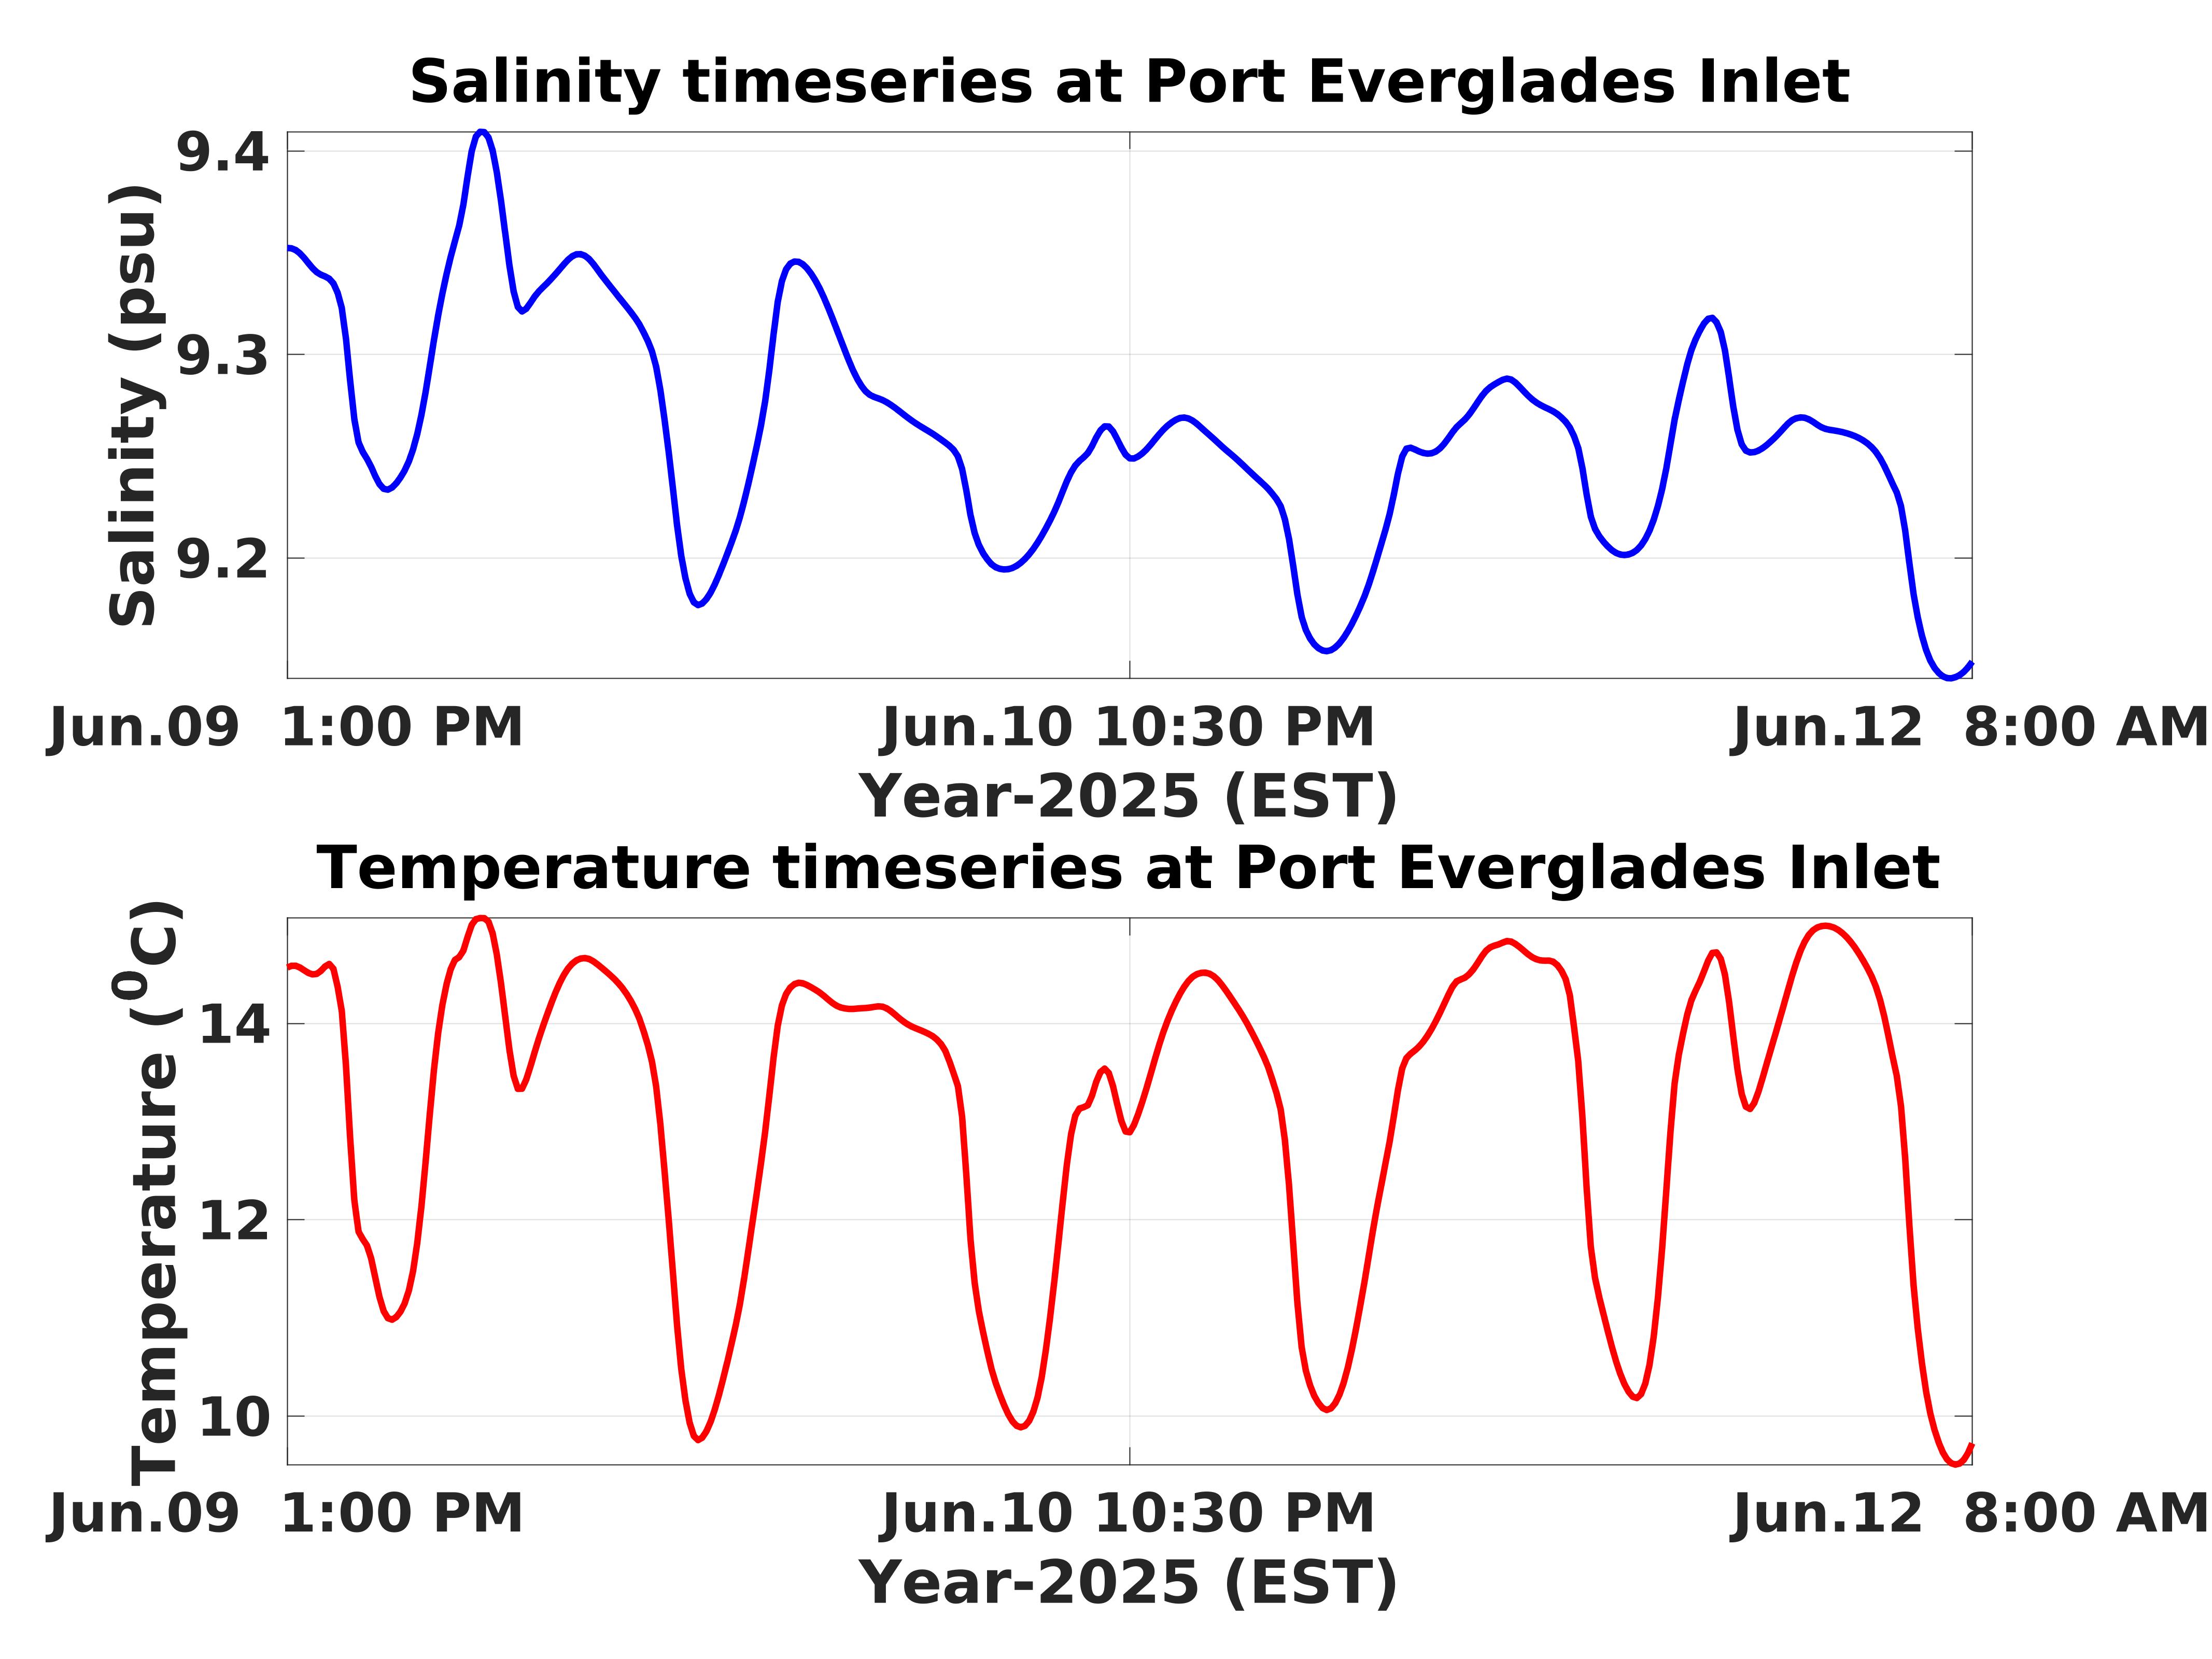 Salinity timeseries at Port Everglades Inlet
Salinity (psu)
9.4
9.3
9.2
Jun.09 1:00 PM Jun.10 10:30 PM Jun.12 8:00 AM
Year-2025 (EST)
Temperature timeseries at Port Everglades Inlet
Temperature (⁰C)
14
12
10
Jun.09 1:00 PM Jun.10 10:30 PM Jun.12 8:00 AM
Year-2025 (EST)